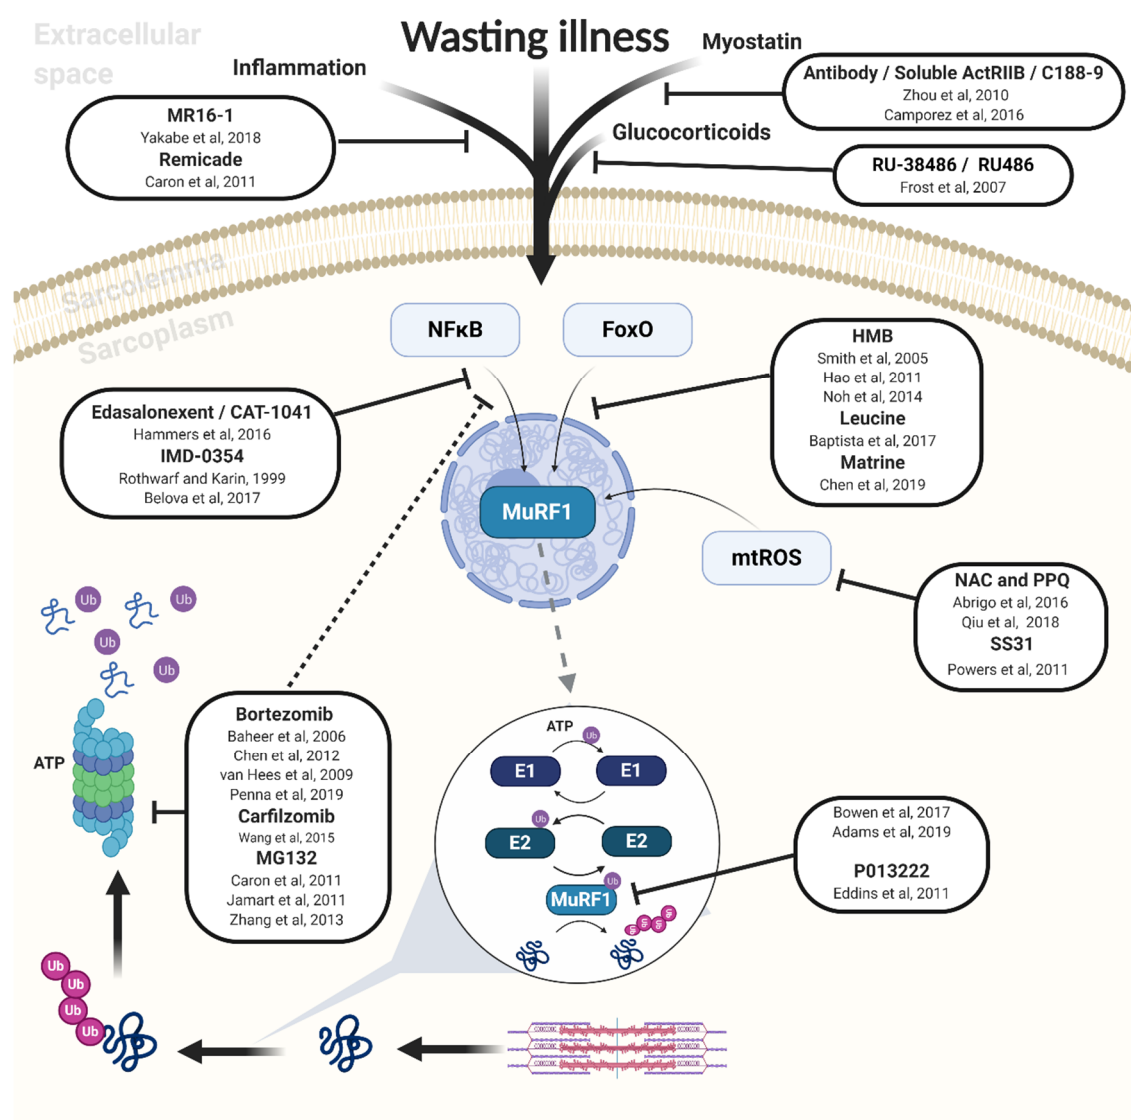 Extracellular
space
Wasting illness
Inflammation
Myostatin
Glucocorticoids
MR16-1
Yakabe et al, 2018
Remicade
Caron et al, 2011
Antibody / Soluble ActRIIB / C188-9
Zhou et al, 2010
Camporez et al, 2016
RU-38486 / RU486
Frost et al, 2007
Sarcolemma
Sarcoplasm
NFκB
FoxO
HMB
Smith et al, 2005
Hao et al, 2011
Noh et al, 2014
Leucine
Baptista et al, 2017
Matrine
Chen et al, 2019
Edasalonexent / CAT-1041
Hammers et al, 2016
IMD-0354
Rothwarf and Karin, 1999
Belova et al, 2017
MuRF1
mtROS
NAC and PPQ
Abrigo et al, 2016
Qiu et al, 2018
SS31
Powers et al, 2011
Ub
Ub
Ub
Ub
ATP
Bortezomib
Baheer et al, 2006
Chen et al, 2012
van Hees et al, 2009
Penna et al, 2019
Carfilzomib
Wang et al, 2015
MG132
Caron et al, 2011
Jamart et al, 2011
Zhang et al, 2013
ATP
Ub
E1
E1
Ub
E2
E2
Ub
MuRF1
Bowen et al, 2017
Adams et al, 2019
P013222
Eddins et al, 2011
Ub
Ub
Ub
Ub